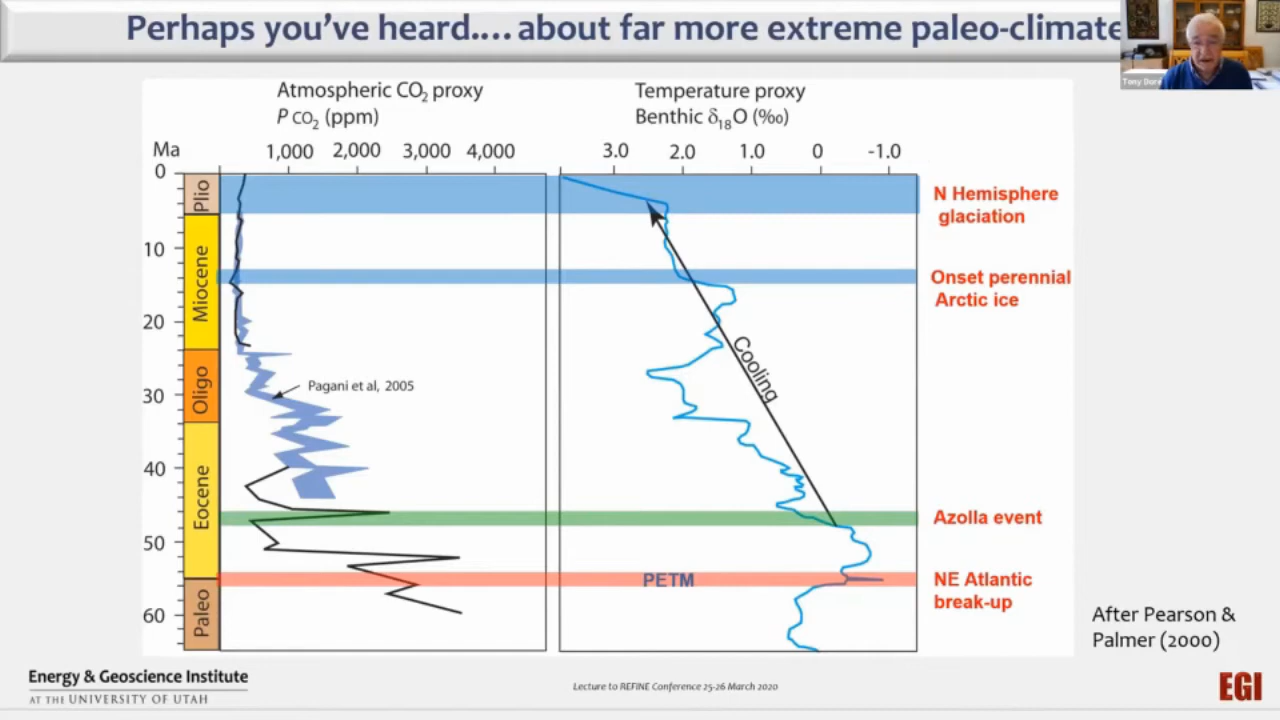 Perhaps you've heard.... about far more extreme paleo-climate
Tony Doré
Atmospheric CO₂ proxy
P CO₂ (ppm)
Temperature proxy
Benthic δ₁₈O (‰)
Ma
1,000 2,000 3,000 4,000
3.0 2.0 1.0 0 -1.0
0
10
20
30
40
50
60
Plio
Miocene
Oligo
Eocene
Paleo
Pagani et al, 2005
Cooling
PETM
N Hemisphere
glaciation
Onset perennial
Arctic ice
Azolla event
NE Atlantic
break-up
After Pearson &
Palmer (2000)
Energy & Geoscience Institute
AT THE UNIVERSITY OF UTAH
Lecture to REFINE Conference 25-26 March 2020
EGI